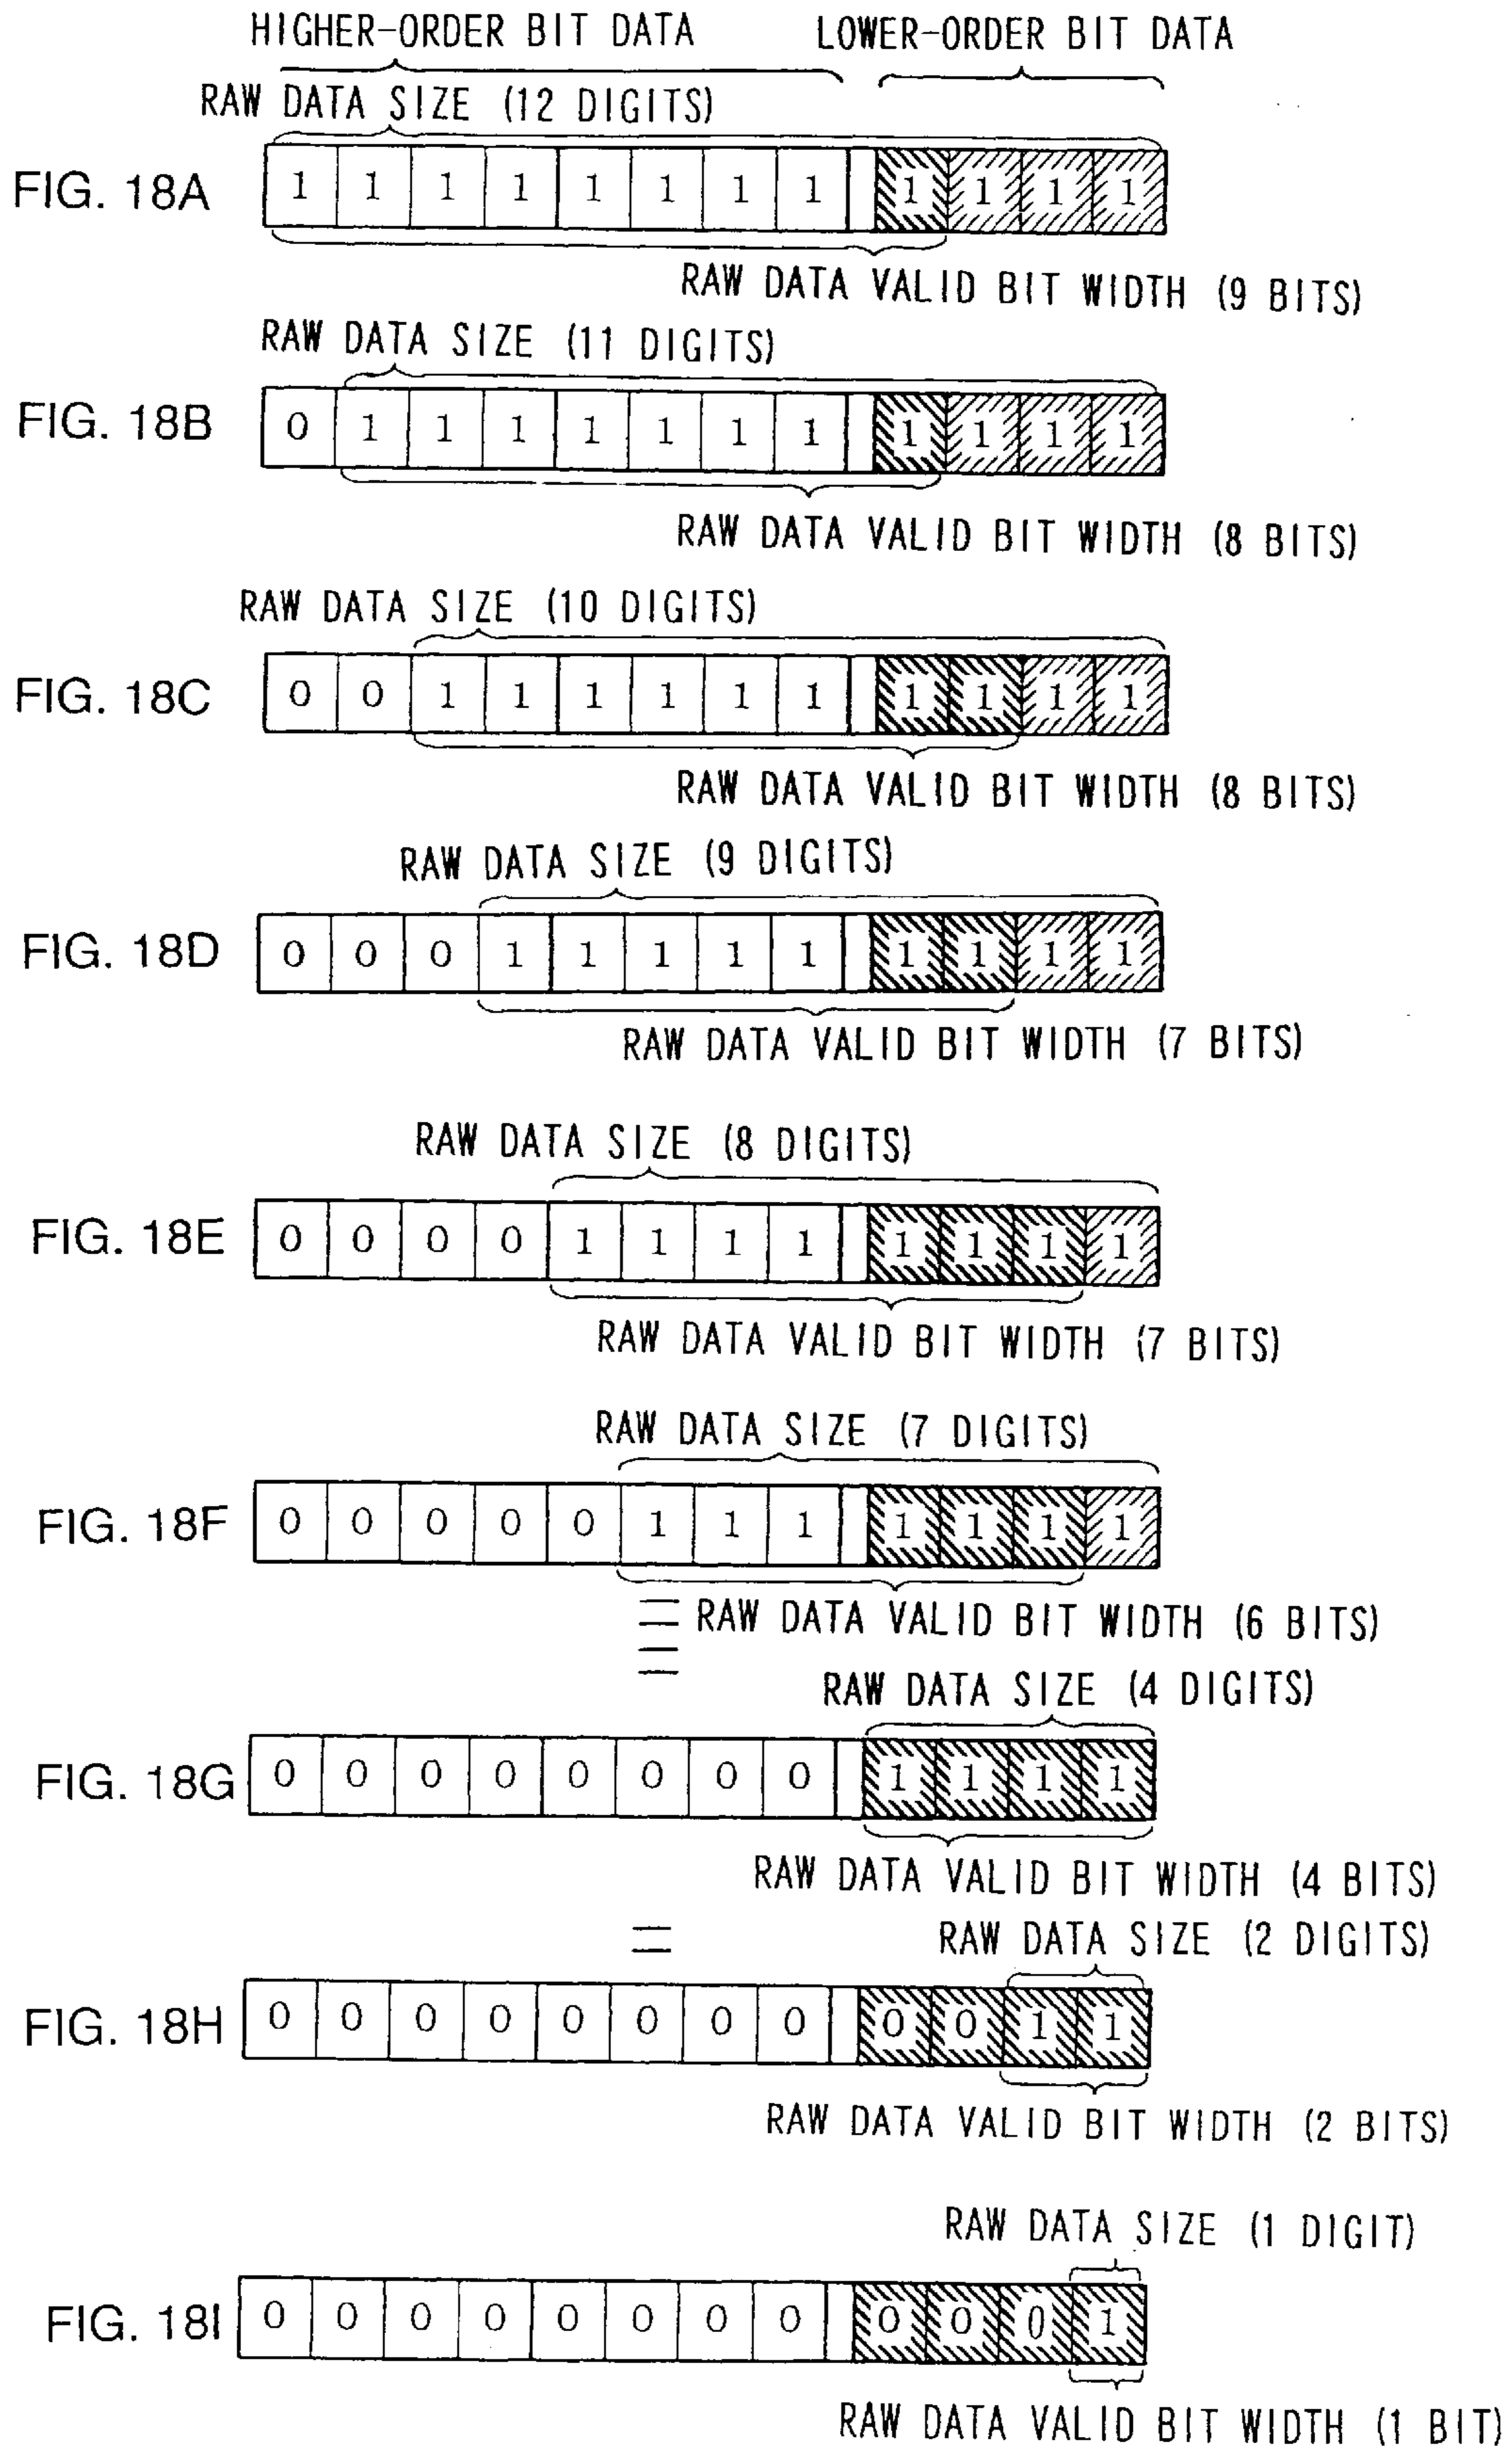 HIGHER-ORDER BIT DATA LOWER-ORDER BIT DATA
RAW DATA SIZE (12 DIGITS)
FIG. 18A 1 1 1 1 1 1 1 1 1 1 1 1
RAW DATA VALID BIT WIDTH (9 BITS)
RAW DATA SIZE (11 DIGITS)
FIG. 18B 0 1 1 1 1 1 1 1 1 1 1 1
RAW DATA VALID BIT WIDTH (8 BITS)
RAW DATA SIZE (10 DIGITS)
FIG. 18C 0 0 1 1 1 1 1 1 1 1 1 1
RAW DATA VALID BIT WIDTH (8 BITS)
RAW DATA SIZE (9 DIGITS)
FIG. 18D 0 0 0 1 1 1 1 1 1 1 1 1
RAW DATA VALID BIT WIDTH (7 BITS)
RAW DATA SIZE (8 DIGITS)
FIG. 18E 0 0 0 0 1 1 1 1 1 1 1 1
RAW DATA VALID BIT WIDTH (7 BITS)
RAW DATA SIZE (7 DIGITS)
FIG. 18F 0 0 0 0 0 1 1 1 1 1 1 1
RAW DATA VALID BIT WIDTH (6 BITS)
RAW DATA SIZE (4 DIGITS)
FIG. 18G 0 0 0 0 0 0 0 0 1 1 1 1
RAW DATA VALID BIT WIDTH (4 BITS)
RAW DATA SIZE (2 DIGITS)
FIG. 18H 0 0 0 0 0 0 0 0 0 0 1 1
RAW DATA VALID BIT WIDTH (2 BITS)
RAW DATA SIZE (1 DIGIT)
FIG. 18I 0 0 0 0 0 0 0 0 0 0 0 1
RAW DATA VALID BIT WIDTH (1 BIT)